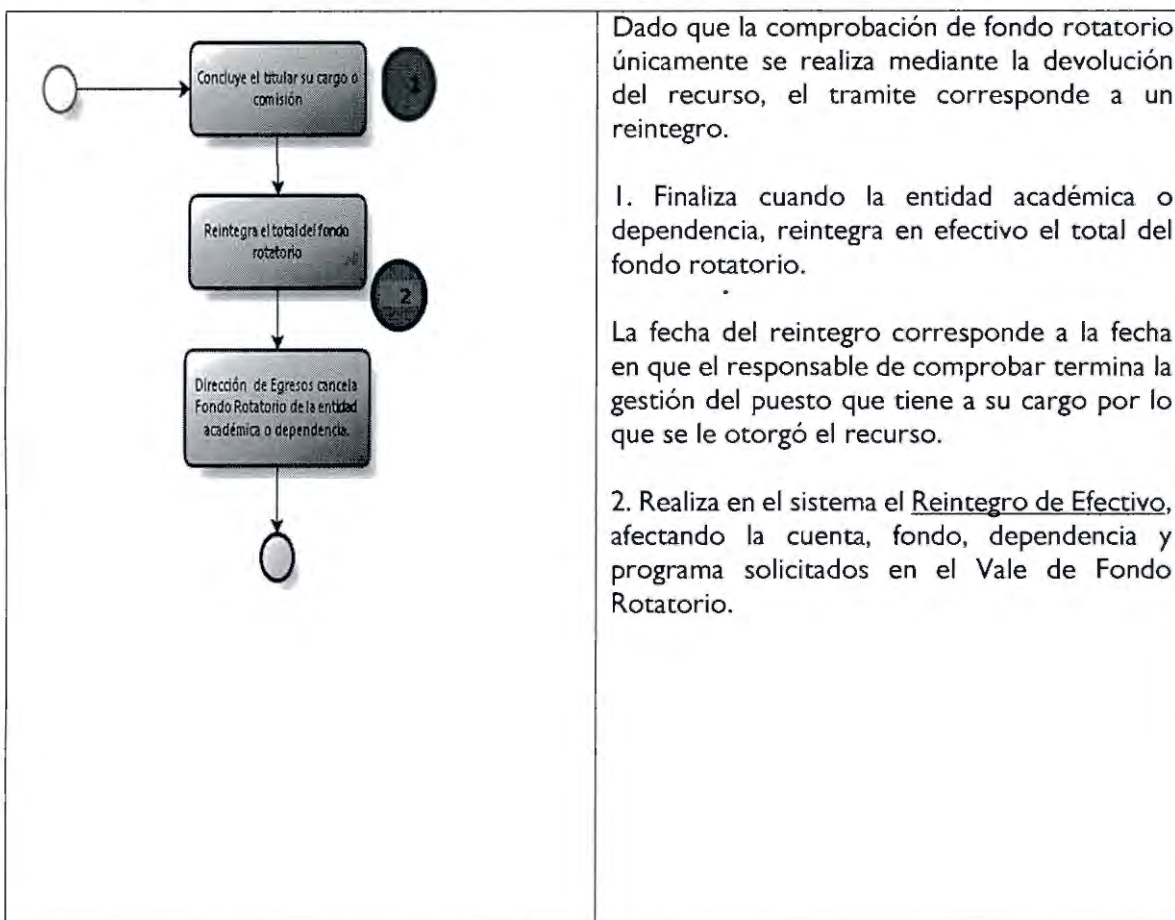 Concluye el titular su cargo o
comisión
1
Reintegra el total del fondo
rotatorio
2
Dirección de Egresos cancela
Fondo Rotatorio de la entidad
académica o dependencia.
Dado que la comprobación de fondo rotatorio
únicamente se realiza mediante la devolución
del recurso, el tramite corresponde a un
reintegro.
1. Finaliza cuando la entidad académica o
dependencia, reintegra en efectivo el total del
fondo rotatorio.
La fecha del reintegro corresponde a la fecha
en que el responsable de comprobar termina la
gestión del puesto que tiene a su cargo por lo
que se le otorgó el recurso.
2. Realiza en el sistema el Reintegro de Efectivo,
afectando la cuenta, fondo, dependencia y
programa solicitados en el Vale de Fondo
Rotatorio.